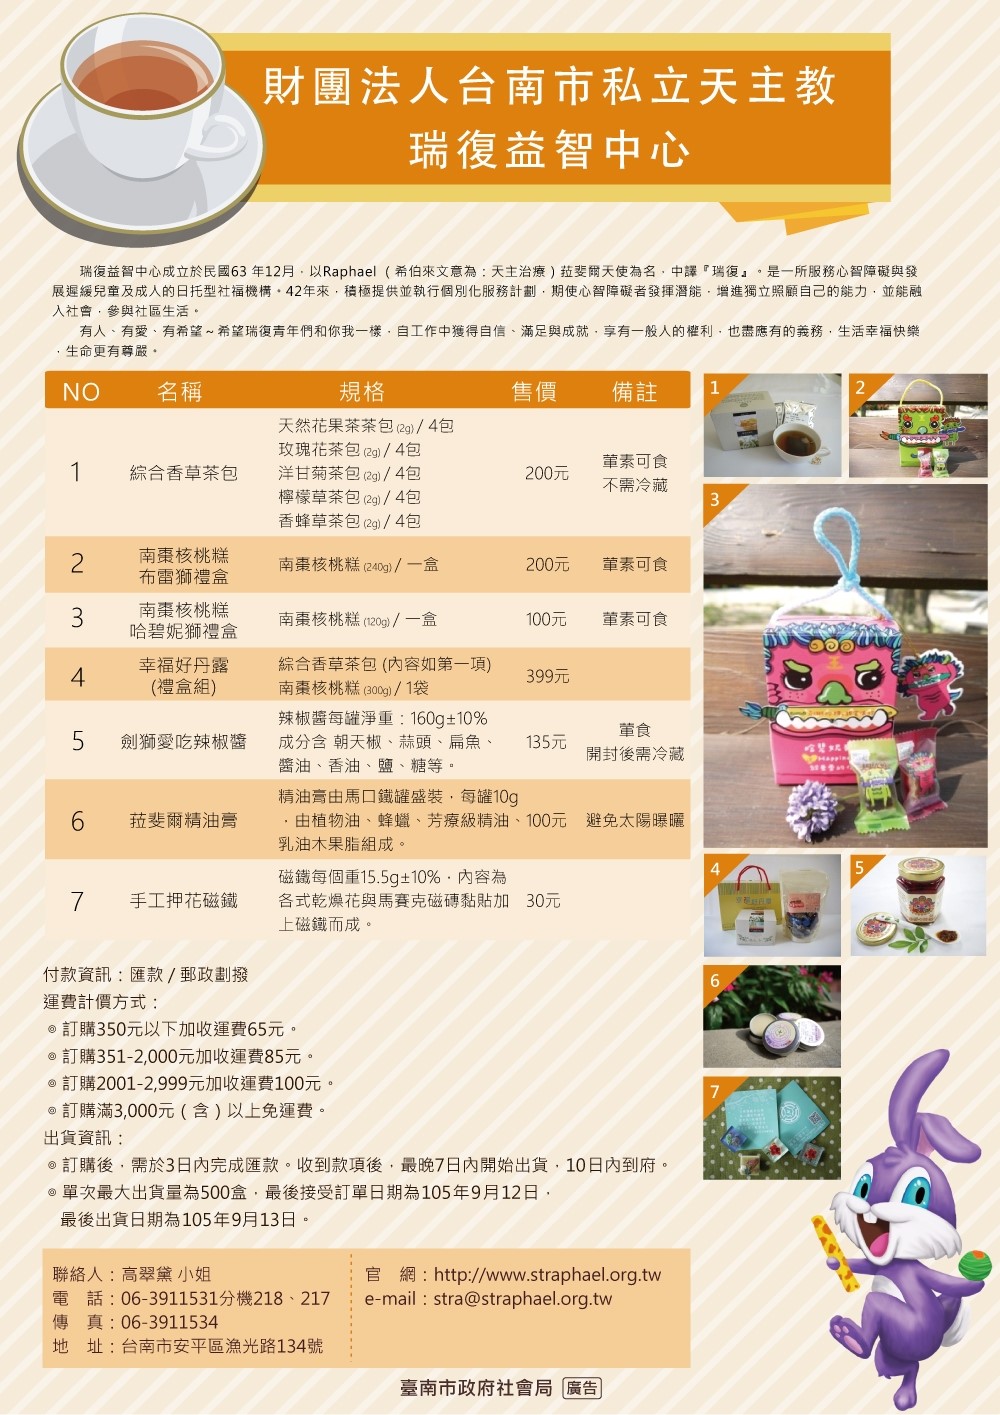 財團法人台南市私立天主教
瑞復益智中心
瑞復益智中心成立於民國63 年12月，以Raphael （希伯來文意為：天主治療）菈斐爾天使為名，中譯『瑞復』。是一所服務心智障礙與發
展遲緩兒童及成人的日托型社福機構。42年來，積極提供並執行個別化服務計劃，期使心智障礙者發揮潛能，增進獨立照顧自己的能力，並能融
入社會，參與社區生活。
有人、有愛、有希望～希望瑞復青年們和你我一樣，自工作中獲得自信、滿足與成就，享有一般人的權利，也盡應有的義務，生活幸福快樂
，生命更有尊嚴。
NO 名稱 規格 售價 備註
天然花果茶茶包 (2g) / 4包
玫瑰花茶包 (2g) / 4包
1 綜合香草茶包 洋甘菊茶包 (2g) / 4包 200元 葷素可食
不需冷藏
檸檬草茶包 (2g) / 4包
香蜂草茶包 (2g) / 4包
2 南棗核桃糕
布雷獅禮盒 南棗核桃糕 (240g) / 一盒 200元 葷素可食
3 南棗核桃糕
哈碧妮獅禮盒 南棗核桃糕 (120g) / 一盒 100元 葷素可食
4 幸福好丹露
(禮盒組) 綜合香草茶包 (內容如第一項)
南棗核桃糕 (300g) / 1袋 399元
5 劍獅愛吃辣椒醬 辣椒醬每罐淨重：160g±10%
成分含 朝天椒、蒜頭、扁魚、
醬油、香油、鹽、糖等。 135元 葷食
開封後需冷藏
6 菈斐爾精油膏 精油膏由馬口鐵罐盛裝，每罐10g
，由植物油、蜂蠟、芳療級精油、
乳油木果脂組成。 100元 避免太陽曝曬
7 手工押花磁鐵 磁鐵每個重15.5g±10%，內容為
各式乾燥花與馬賽克磁磚黏貼加
上磁鐵而成。 30元
1
2
3
4
5
6
7
付款資訊：匯款 / 郵政劃撥
運費計價方式：
◎ 訂購350元以下加收運費65元。
◎ 訂購351-2,000元加收運費85元。
◎ 訂購2001-2,999元加收運費100元。
◎ 訂購滿3,000元（含）以上免運費。
出貨資訊：
◎ 訂購後，需於3日內完成匯款。收到款項後，最晚7日內開始出貨，10日內到府。
◎ 單次最大出貨量為500盒，最後接受訂單日期為105年9月12日，
最後出貨日期為105年9月13日。
聯絡人：高翠黛 小姐
電　話：06-3911531分機218、217
傳　真：06-3911534
地　址：台南市安平區漁光路134號
官　網：http://www.straphael.org.tw
e-mail：stra@straphael.org.tw
臺南市政府社會局 廣告